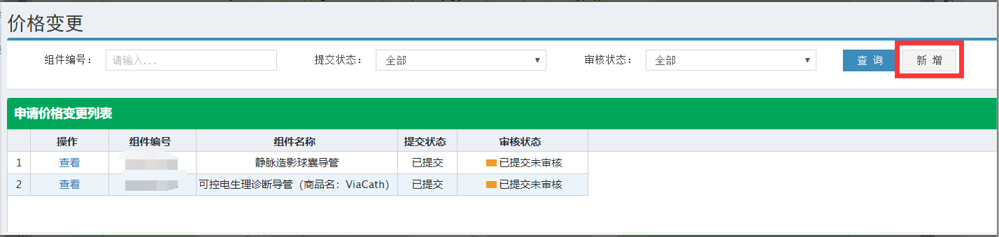 价格变更
组件编号： 请输入... 提交状态： 全部 ▼ 审核状态： 全部 ▼ 查 询 新 增
申请价格变更列表
操作 组件编号 组件名称 提交状态 审核状态
1 查看 静脉造影球囊导管 已提交 已提交未审核
2 查看 可控电生理诊断导管（商品名：ViaCath） 已提交 已提交未审核